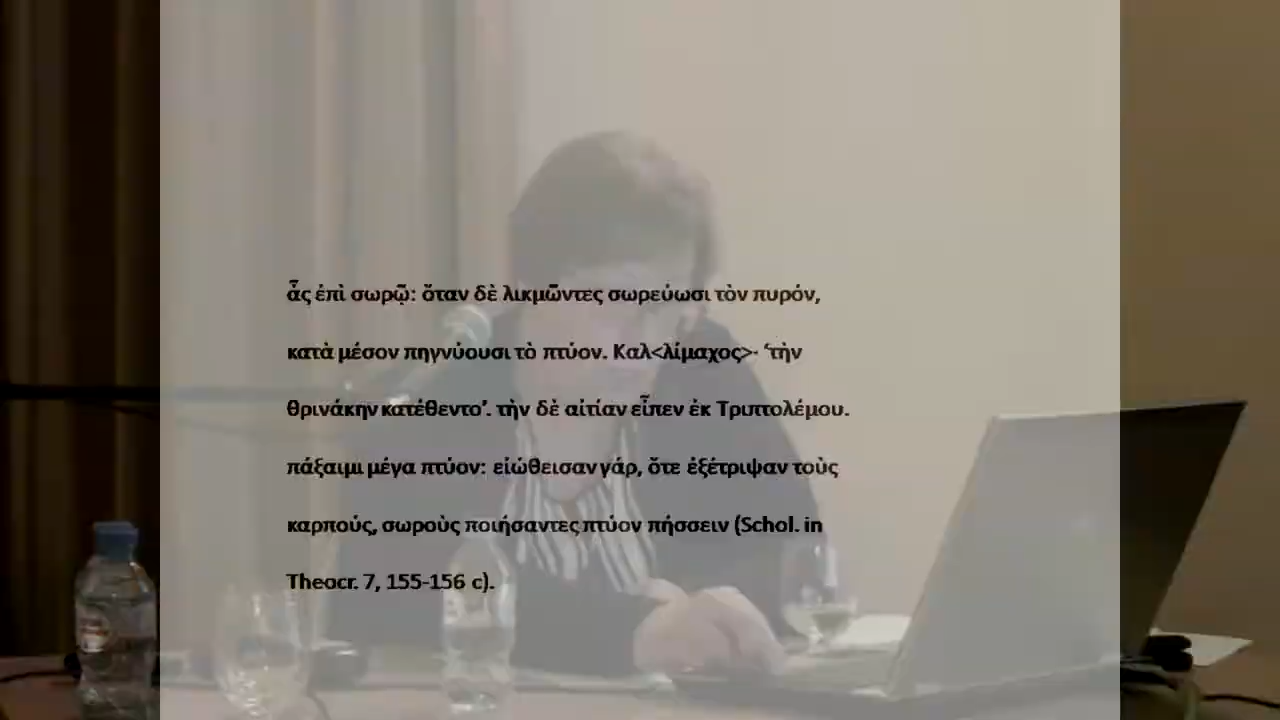 ἇς ἐπὶ σωρῷ: ὅταν δὲ λικμῶντες σωρεύωσι τὸν πυρόν,
κατὰ μέσον πηγνύουσι τὸ πτύον. Καλ<λίμαχος>· ‘τὴν
θρινάκην κατέθεντο’. τὴν δὲ αἰτίαν εἶπεν ἐκ Τριπτολέμου.
πάξαιμι μέγα πτύον: εἰώθεισαν γάρ, ὅτε ἐξέτριψαν τοὺς
καρπούς, σωροὺς ποιήσαντες πτύον πήσσειν (Schol. in
Theocr. 7, 155-156 c).